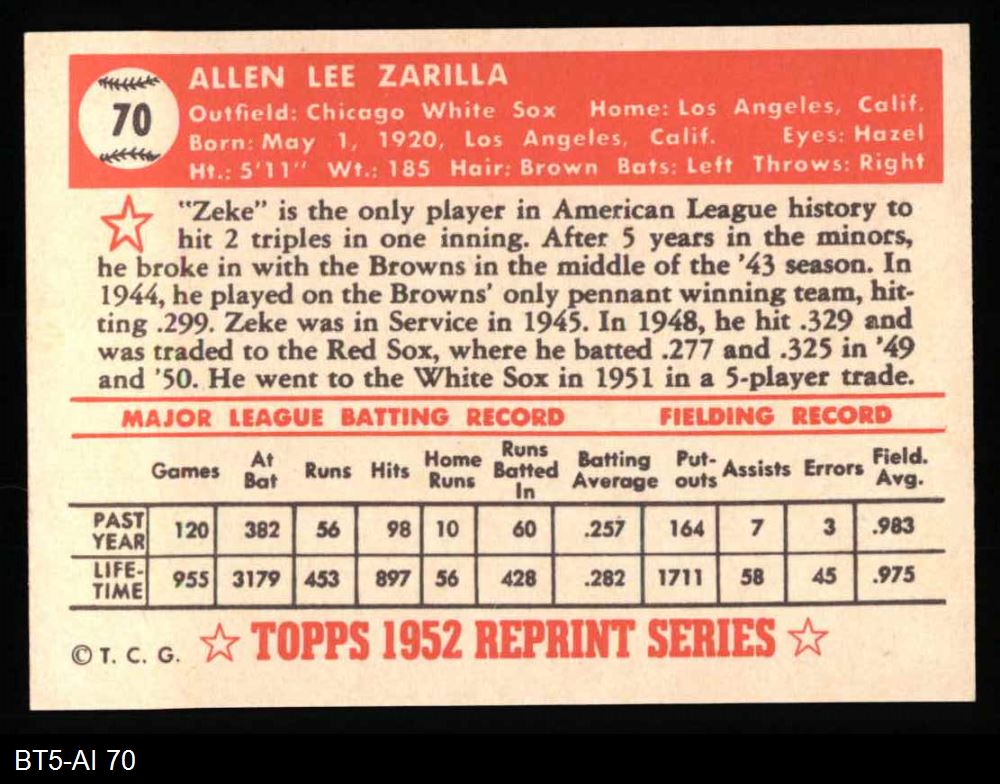 70
ALLEN LEE ZARILLA
Outfield: Chicago White Sox Home: Los Angeles, Calif.
Born: May 1, 1920, Los Angeles, Calif. Eyes: Hazel
Ht.: 5'11" Wt.: 185 Hair: Brown Bats: Left Throws: Right
"Zeke" is the only player in American League history to
hit 2 triples in one inning. After 5 years in the minors,
he broke in with the Browns in the middle of the '43 season. In
1944, he played on the Browns' only pennant winning team, hit-
ting .299. Zeke was in Service in 1945. In 1948, he hit .329 and
was traded to the Red Sox, where he batted .277 and .325 in '49
and '50. He went to the White Sox in 1951 in a 5-player trade.
MAJOR LEAGUE BATTING RECORD FIELDING RECORD
Games At Bat Runs Hits Home Runs Runs Batted In Batting Average Put-outs Assists Errors Field. Avg.
PAST YEAR 120 382 56 98 10 60 .257 164 7 3 .983
LIFE-TIME 955 3179 453 897 56 428 .282 1711 58 45 .975
© T. C. G. TOPPS 1952 REPRINT SERIES
BT5-AI 70